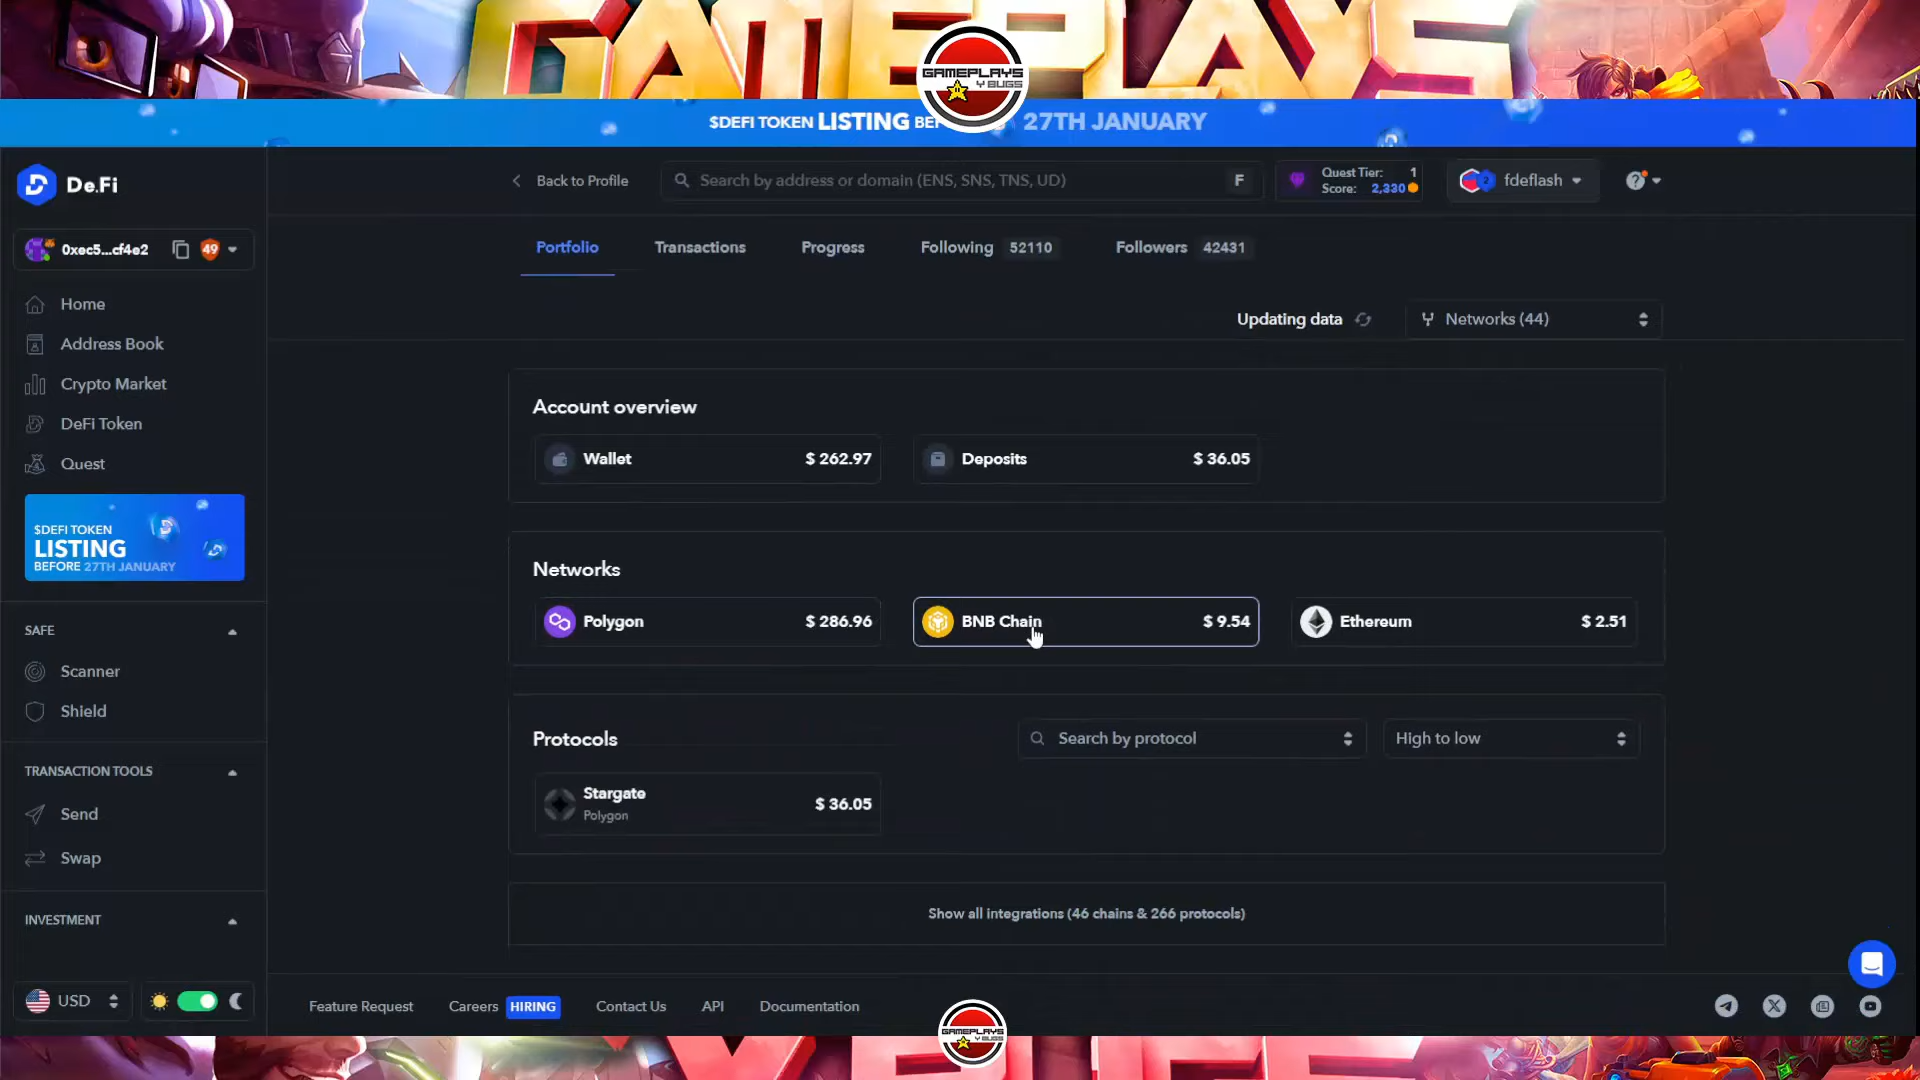 GAMEPLAYS
GAMEPLAYS
Y BUGS
$DEFI TOKEN LISTING 27TH JANUARY
De.Fi
Back to Profile
Search by address or domain (ENS, SNS, TNS, UD)
F
Quest Tier: 1
Score: 2,330
fdeflash
?
0xec5...cf4e2
49
Portfolio
Transactions
Progress
Following 52110
Followers 42431
Home
Address Book
Crypto Market
DeFi Token
Quest
$DEFI TOKEN
LISTING
BEFORE 27TH JANUARY
Updating data
Networks (44)
Account overview
Wallet $ 262.97
Deposits $ 36.05
Networks
Polygon $ 286.96
BNB Chain $ 9.54
Ethereum $ 2.51
SAFE
Scanner
Shield
Protocols
Search by protocol
High to low
Stargate
Polygon
$ 36.05
TRANSACTION TOOLS
Send
Swap
Show all integrations (46 chains & 266 protocols)
INVESTMENT
USD
Feature Request
Careers HIRING
Contact Us
API
Documentation
GAMEPLAYS
Y BUGS